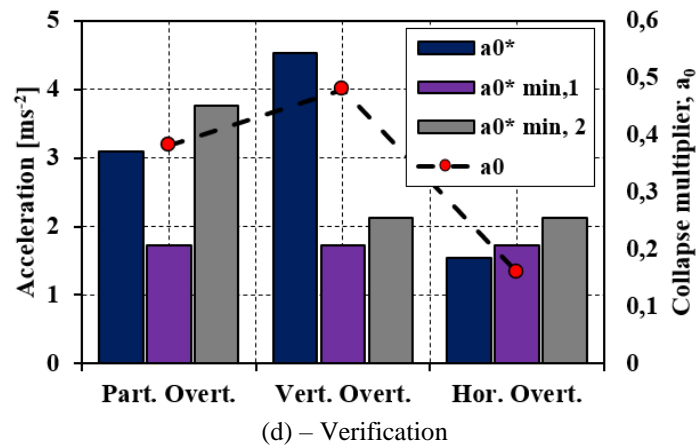 5
4
3
2
1
0
Acceleration [ms-2]
a0*
a0* min,1
a0* min, 2
a0
0,6
0,5
0,4
0,3
0,2
0,1
0
Collapse multiplier, a0
Part. Overt.
Vert. Overt.
Hor. Overt.
(d) – Verification